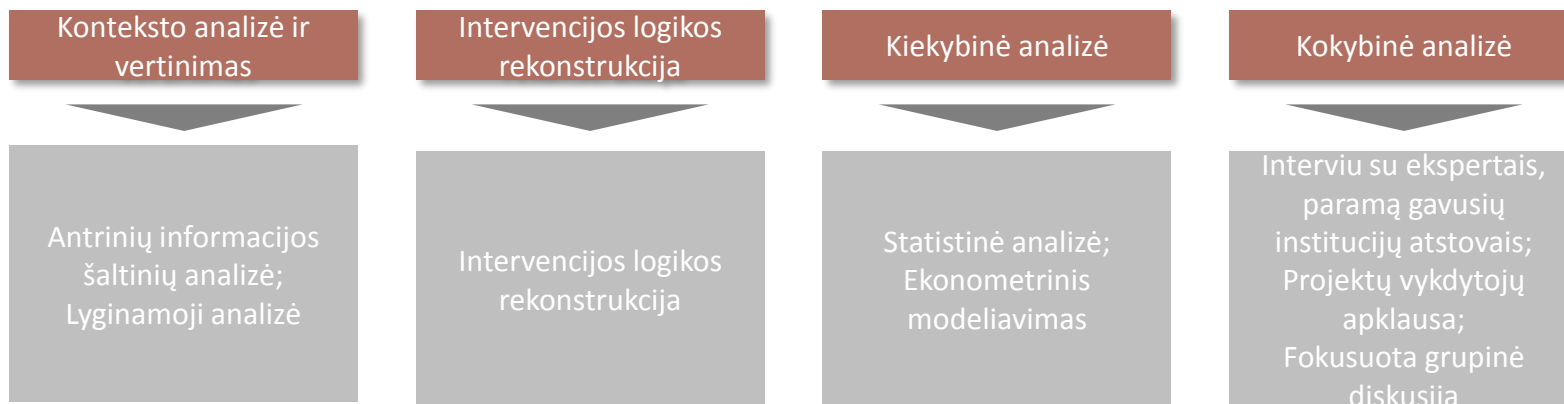 Konteksto analizė ir
vertinimas
Intervencijos logikos
rekonstrukcija
Kiekybinė analizė
Kokybinė analizė
Antrinių informacijos
šaltinių analizė;
Lyginamoji analizė
Intervencijos logikos
rekonstrukcija
Statistinė analizė;
Ekonometrinis
modeliavimas
Interviu su ekspertais,
paramą gavusių
institucijų atstovais;
Projektų vykdytojų
apklausa;
Fokusuota grupinė
diskusija